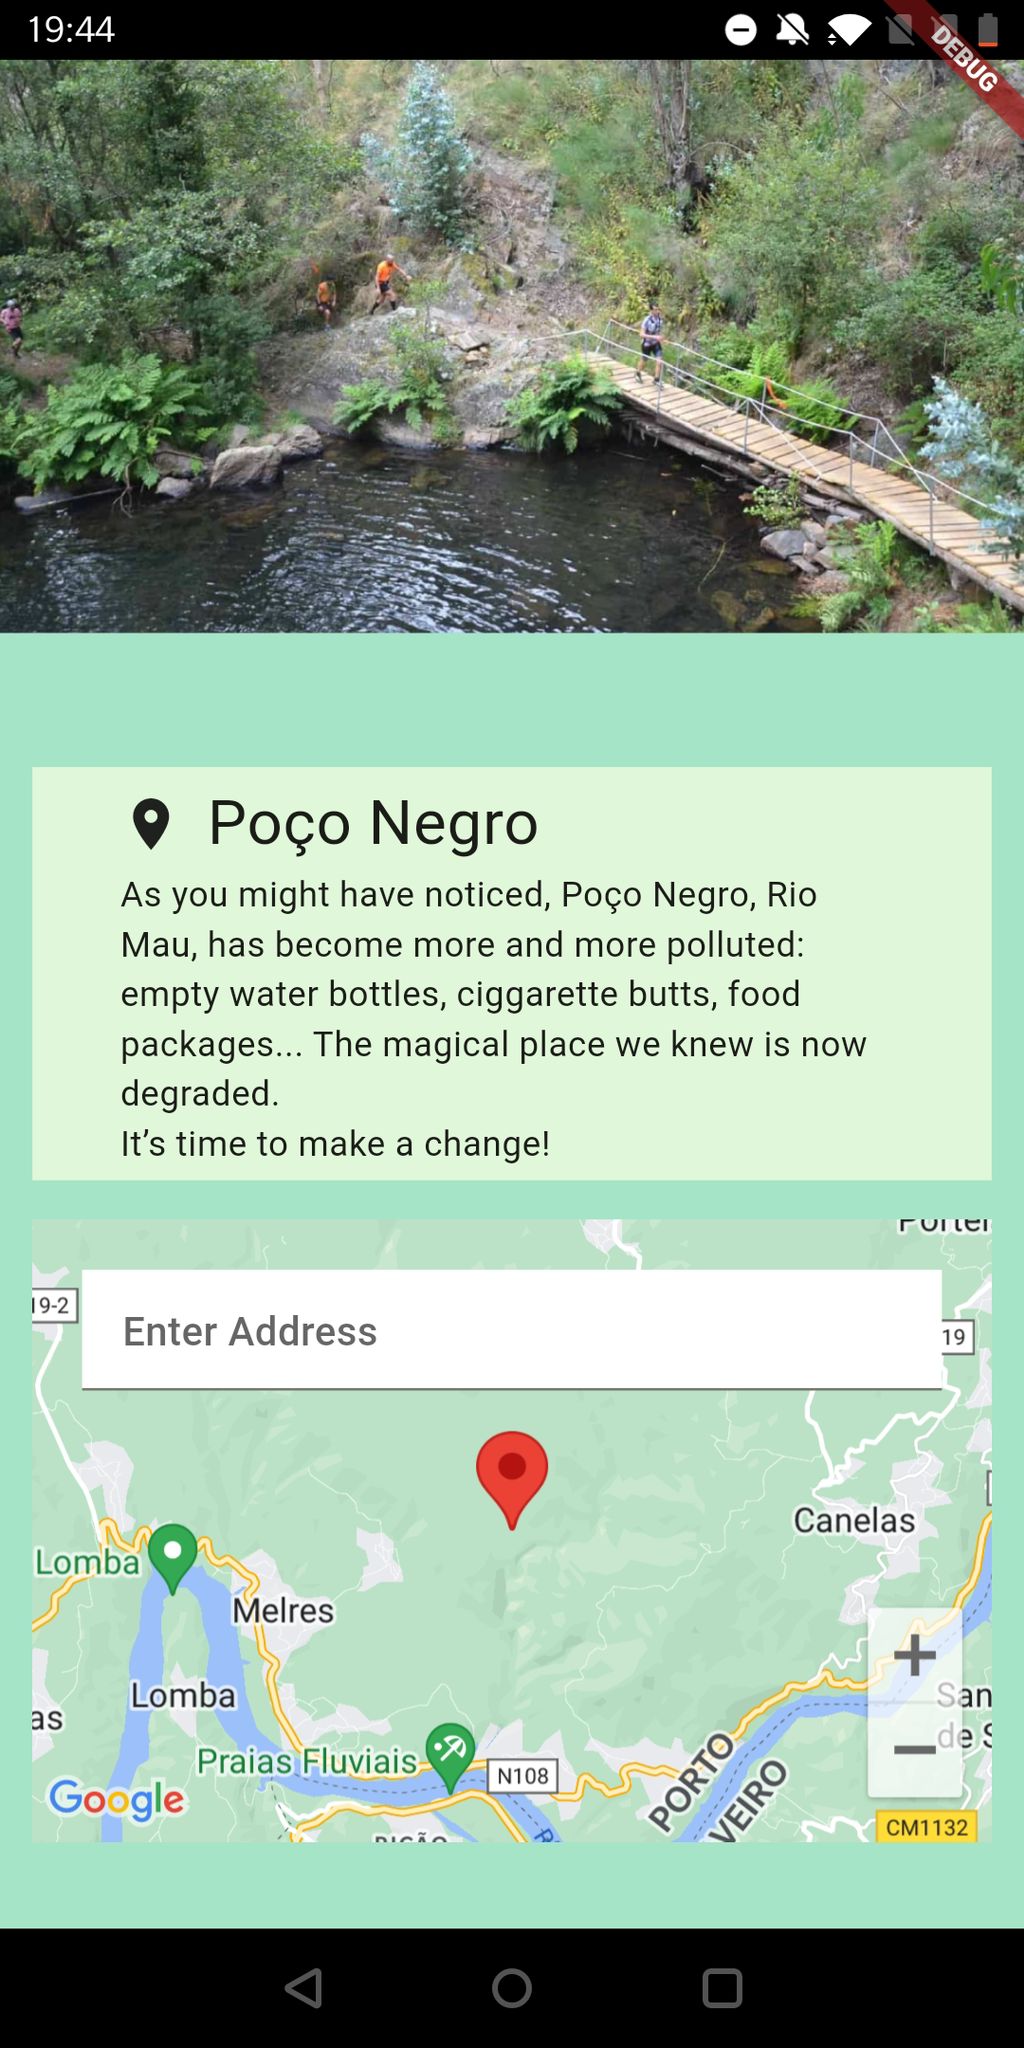 19:44
DEBUG
Poço Negro
As you might have noticed, Poço Negro, Rio
Mau, has become more and more polluted:
empty water bottles, ciggarette butts, food
packages... The magical place we knew is now
degraded.
It’s time to make a change!
19-2
Enter Address
19
Canelas
Lomba
Melres
Lomba
as
San
de S
Praias Fluviais
N108
PORTO
VEIRO
Google
CM1132